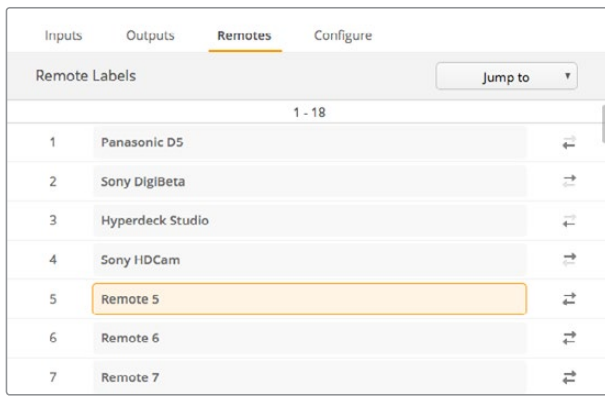 Inputs Outputs Remotes Configure
Remote Labels Jump to
1 - 18
1 Panasonic D5
2 Sony DigiBeta
3 Hyperdeck Studio
4 Sony HDCam
5 Remote 5
6 Remote 6
7 Remote 7